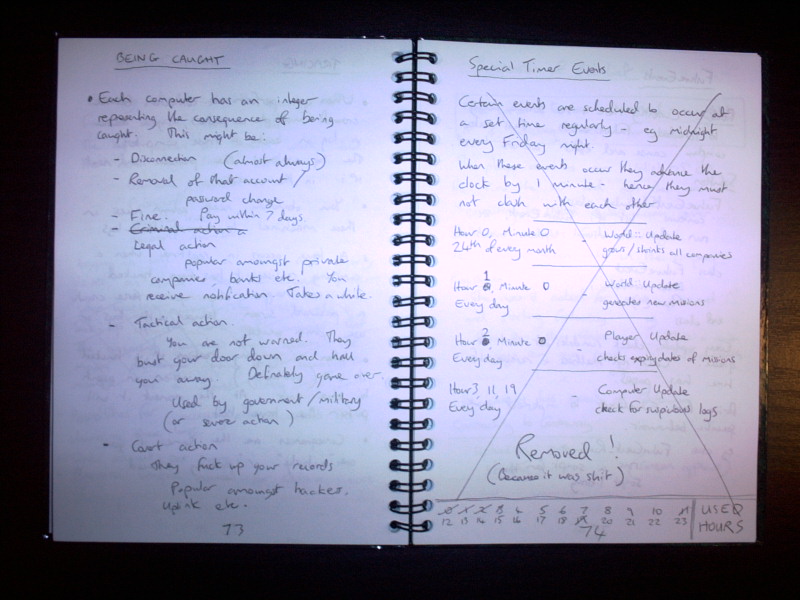 BEING CAUGHT
• Each computer has an integer
repesenting the consequence of being
caught. This might be:
- Disconnection (almost always)
- Removal of that account /
password change
- Fine. Pay within 7 days
- Criminal action a
Legal action
popular amoungst private
companies, banks etc. You
receive notification. Takes a while.
- Tactical action.
You are not warned. They
bust your door down and haul
you away. Definately game over.
Used by government / military
(or sevee action)
- Covert action
They fuck up your records
Popular amoungst hackers.
Uplink etc.
73
Special Timer Events
Certain events are scheduled to occur at
a set time regularly - eg midnight
every Friday night.
When these events occur they advance the
clock by 1 minute - hence they must
not clash with each other
Hour 0, Minute 0 - World :: Update
24th of every month grows / shrinks all companies
Hour 1, Minute 0 - World :: Update
Every day generates new missions
Hour 2, Minute 0 - Player Update
Every day checks expiry dates of missions
Hour 3, 11, 19 - Computer Update
Every day check for suspicious logs
Removed !
(Because it was shit)
0 1 2 3 4 5 6 7 8 9 10 11 USED
12 13 14 15 16 17 18 19 20 21 22 23 HOURS
74